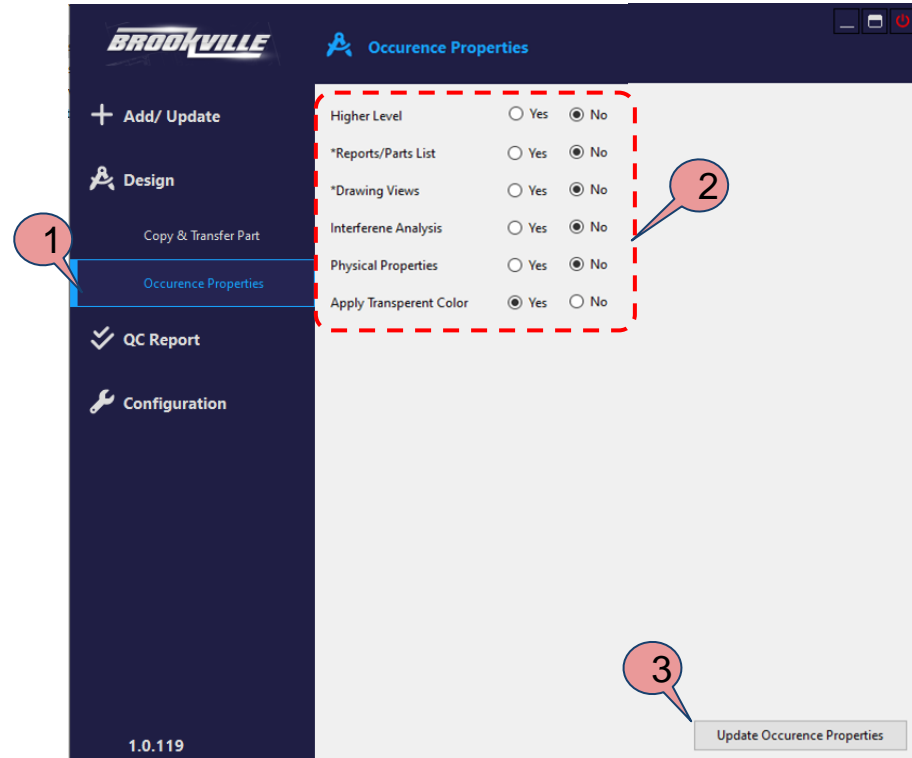 BROOKVILLE
Occurence Properties
Add/ Update
Design
Copy & Transfer Part
Occurence Properties
QC Report
Configuration
1.0.119
Higher Level Yes No
*Reports/Parts List Yes No
*Drawing Views Yes No
Interferene Analysis Yes No
Physical Properties Yes No
Apply Transperent Color Yes No
1
2
3
Update Occurence Properties